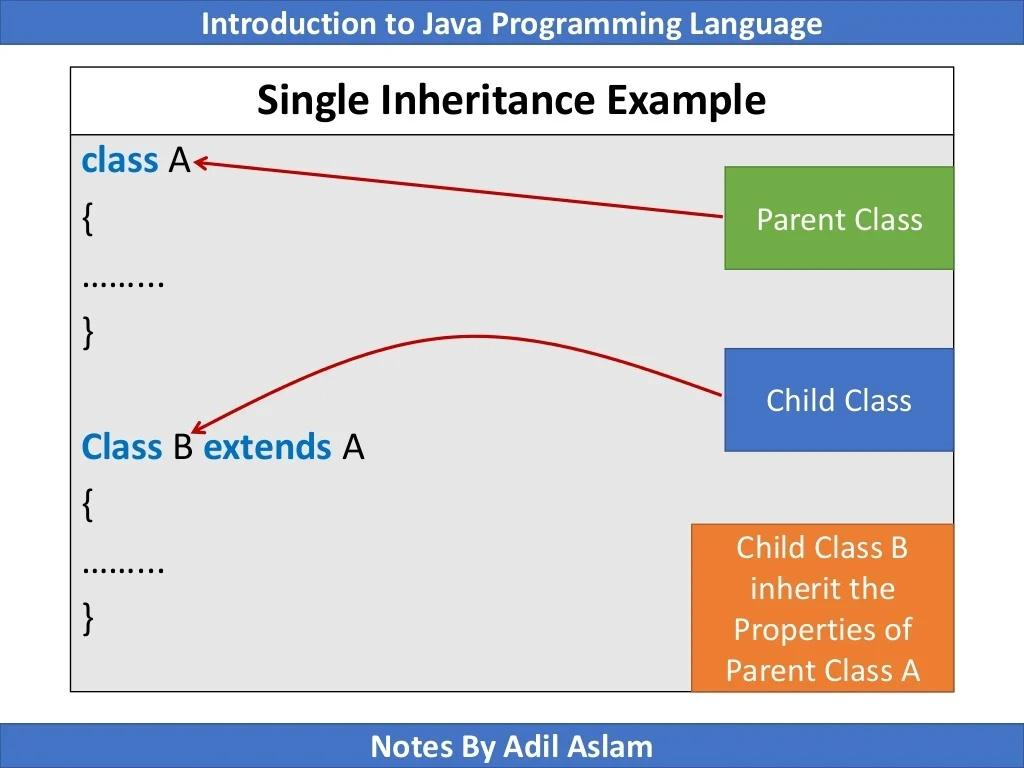 Introduction to Java Programming Language
Single Inheritance Example
class A
{
……...
}
Parent Class
Child Class
Class B extends A
{
……...
}
Child Class B
inherit the
Properties of
Parent Class A
Notes By Adil Aslam